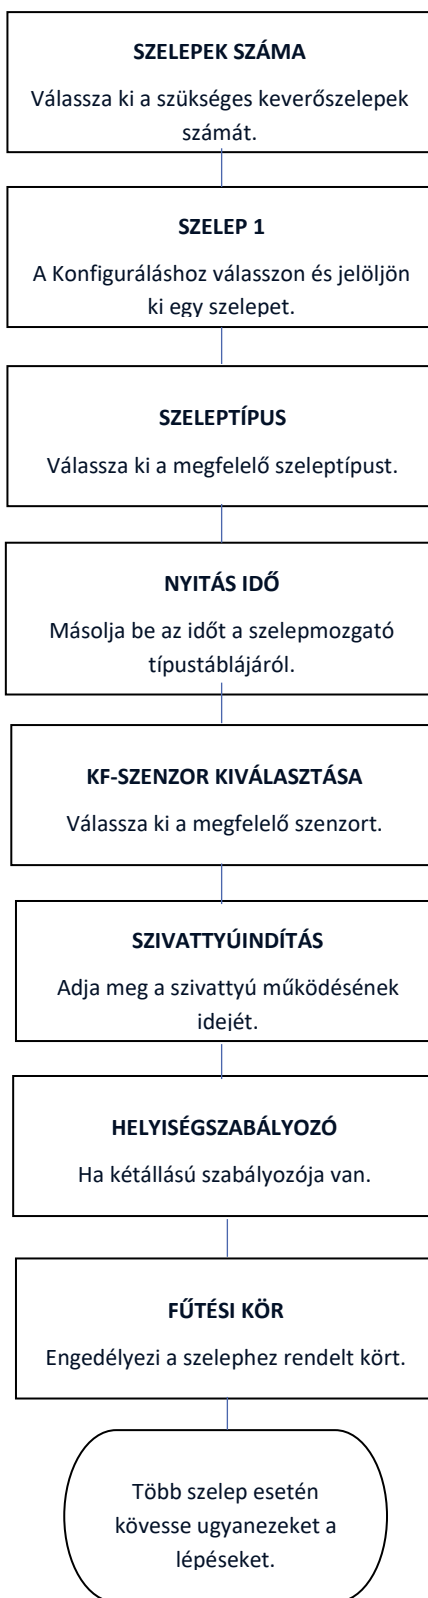 SZELEPEK SZÁMA
Válassza ki a szükséges keverőszelepek
számát.
SZELEP 1
A Konfiguráláshoz válasszon és jelöljön
ki egy szelepet.
SZELEPTÍPUS
Válassza ki a megfelelő szeleptípust.
NYITÁS IDŐ
Másolja be az időt a szelepmozgató
típustáblájáról.
KF-SZENZOR KIVÁLASZTÁSA
Válassza ki a megfelelő szenzort.
SZIVATTYÚINDÍTÁS
Adja meg a szivattyú működésének
idejét.
HELYISÉGSZABÁLYOZÓ
Ha kétállású szabályozója van.
FŰTÉSI KÖR
Engedélyezi a szelephez rendelt kört.
Több szelep esetén
kövesse ugyanezeket a
lépéseket.